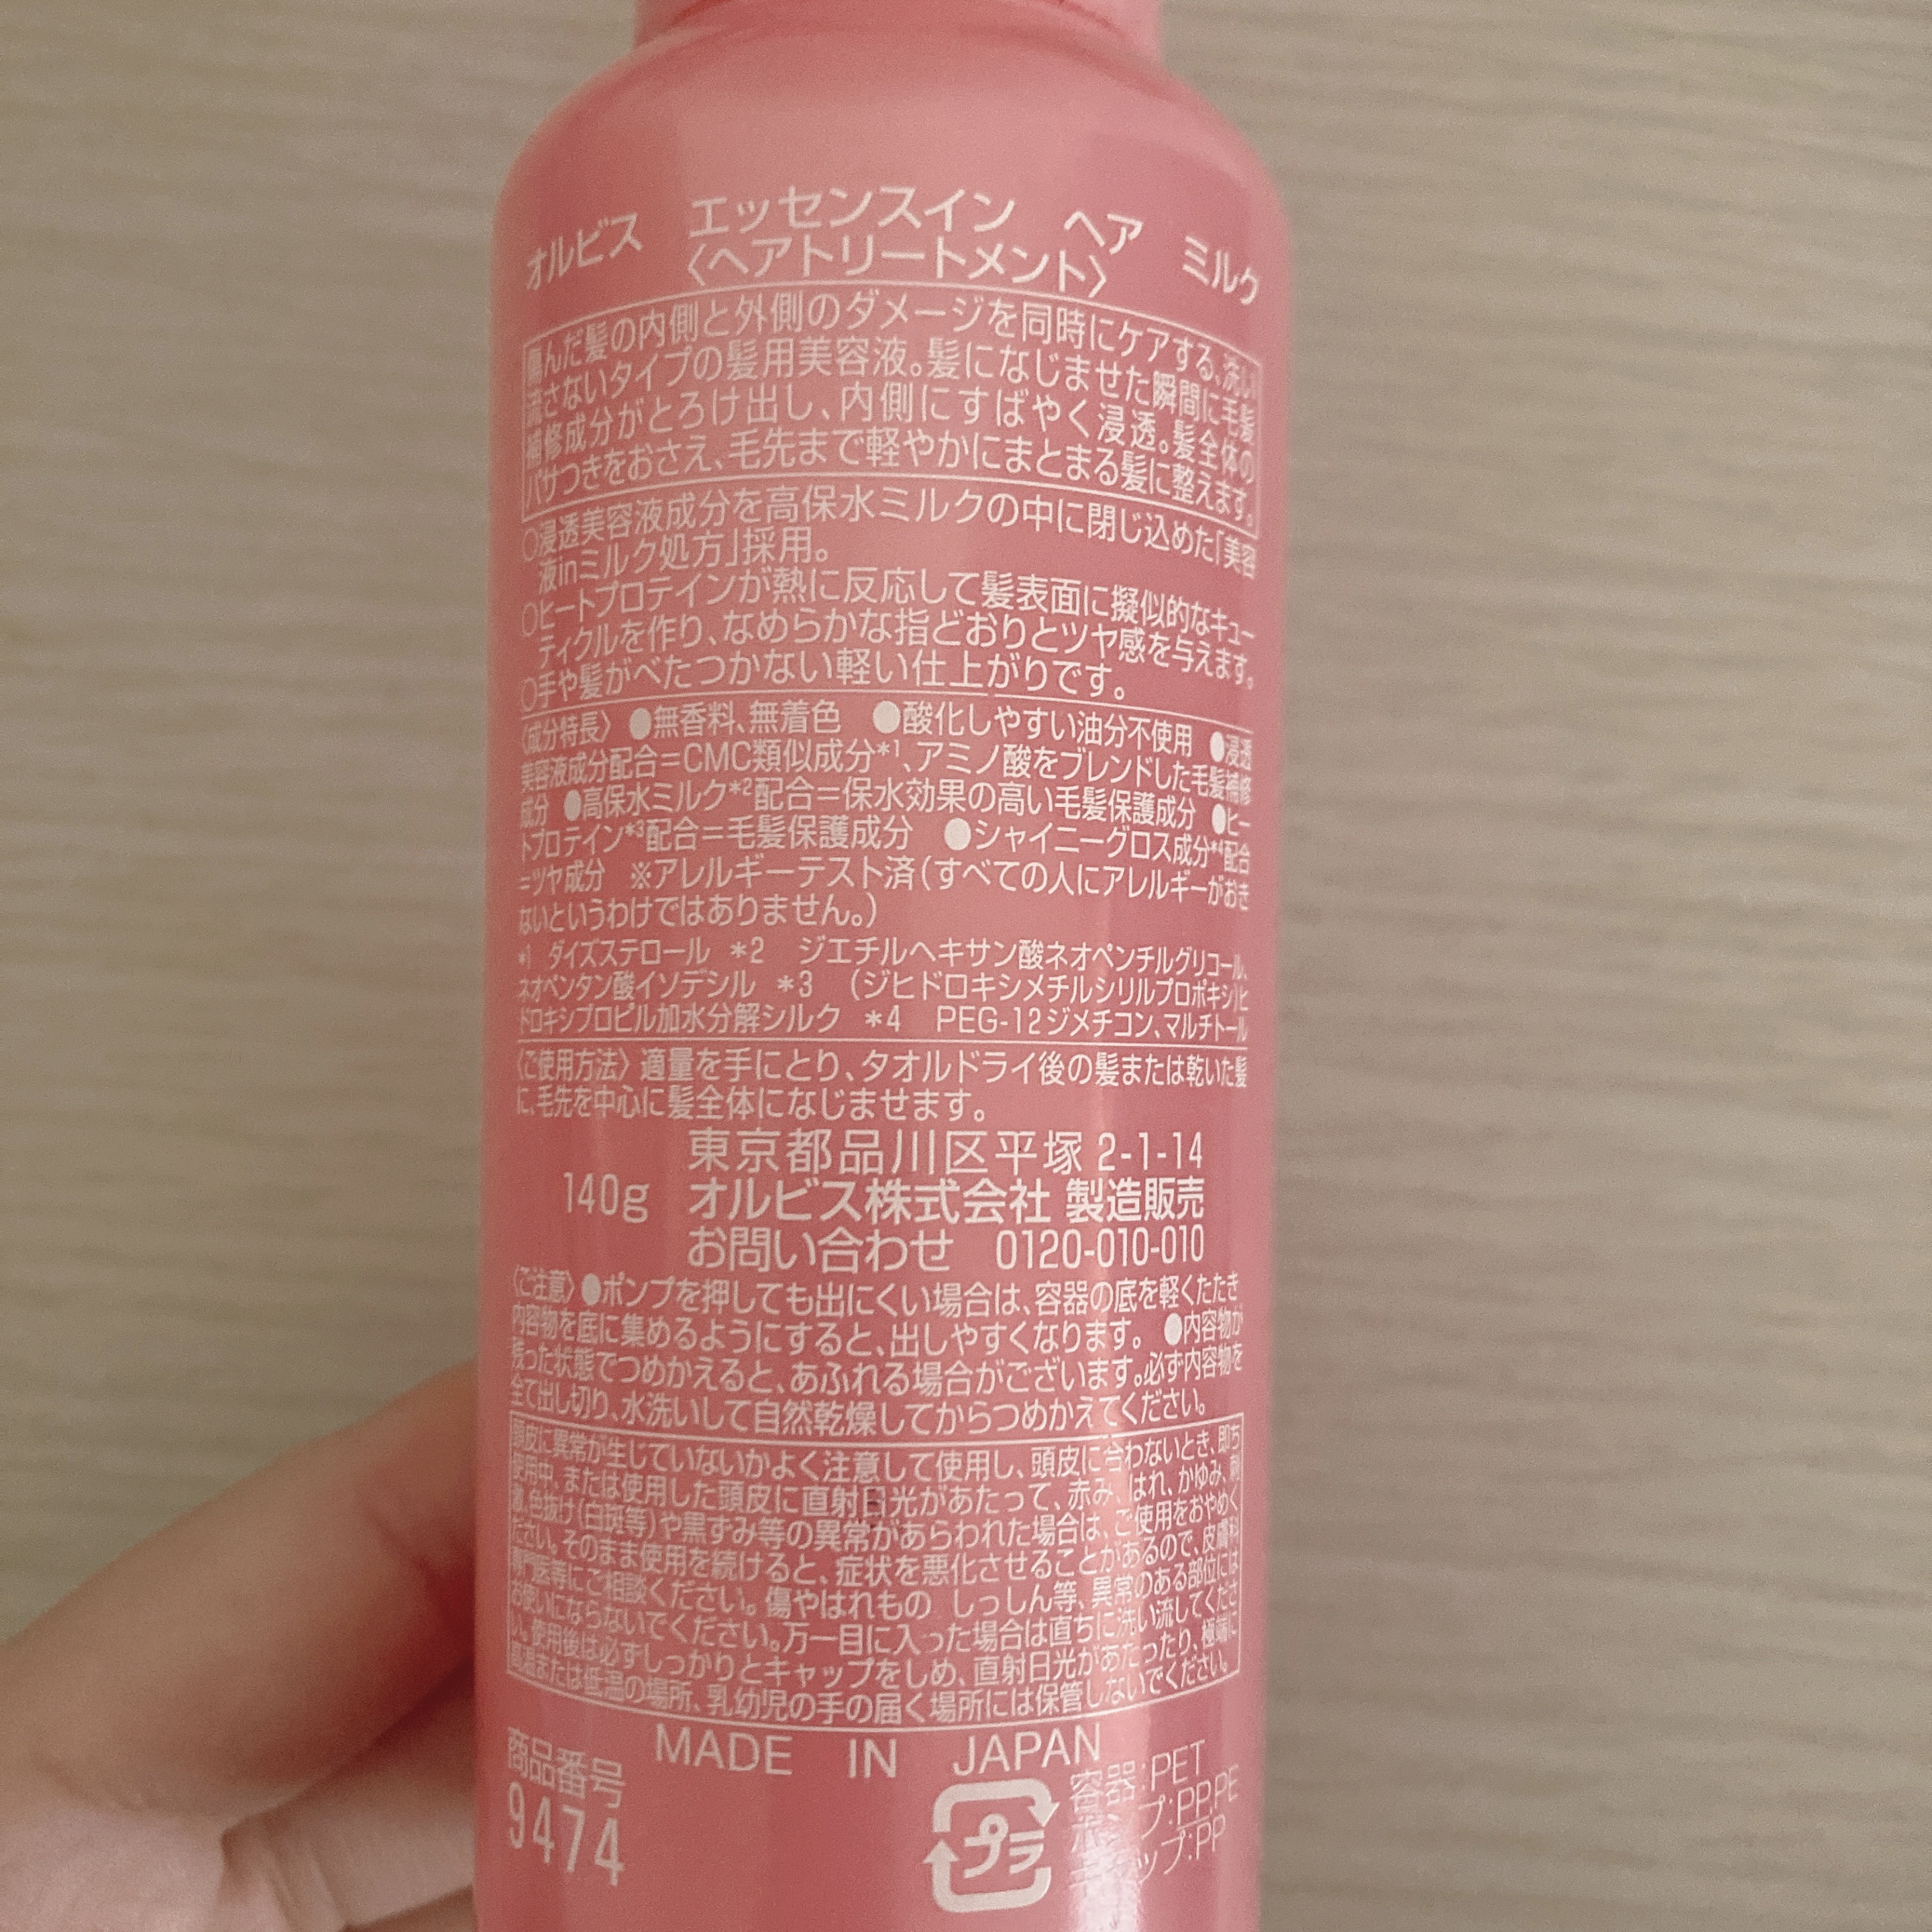 オルビス エッセンスイン ヘア ミルク
〈ヘアトリートメント〉
傷んだ髪の内側と外側のダメージを同時にケアする、洗い
流さないタイプの髪用美容液。髪になじませた瞬間に毛髪
補修成分がとろけ出し、内側にすばやく浸透。髪全体の
パサつきをおさえ、毛先まで軽やかにまとまる髪に整えます。
○浸透美容液成分を高保水ミルクの中に閉じ込めた「美容
液inミルク処方」採用。
○ヒートプロテインが熱に反応して髪表面に擬似的なキュー
ティクルを作り、なめらかな指どおりとツヤ感を与えます。
○手や髪がべたつかない軽い仕上がりです。
〈成分特長〉 ●無香料、無着色 ●酸化しやすい油分不使用 ●浸透
美容液成分配合＝CMC類似成分*1、アミノ酸をブレンドした毛髪補修
成分 ●高保水ミルク*2配合＝保水効果の高い毛髪保護成分 ●ヒー
トプロテイン*3配合＝毛髪保護成分 ●シャイニーグロス成分*4配合
＝ツヤ成分 ※アレルギーテスト済（すべての人にアレルギーがおき
ないというわけではありません。）
*1 ダイズステロール *2 ジエチルヘキサン酸ネオペンチルグリコール、
ネオペンタン酸イソデシル *3 （ジヒドロキシメチルシリルプロポキシ）ヒ
ドロキシプロピル加水分解シルク *4 PEG-12ジメチコン、マルチトール
〈ご使用方法〉 適量を手にとり、タオルドライ後の髪または乾いた髪
に、毛先を中心に髪全体になじませます。
東京都品川区平塚 2-1-14
140g オルビス株式会社 製造販売
お問い合わせ 0120-010-010
〈ご注意〉●ポンプを押しても出にくい場合は、容器の底を軽くたたき
内容物を底に集めるようにすると、出しやすくなります。 ●内容物が
残った状態でつめかえると、あふれる場合がございます。必ず内容物を
全て出し切り、水洗いして自然乾燥してからつめかえてください。
頭皮に異常が生じていないかよく注意して使用し、頭皮に合わないとき、即ち
使用中、または使用した頭皮に直射日光があたって、赤み、はれ、かゆみ、刺
激、色抜け（白斑等）や黒ずみ等の異常があらわれた場合は、ご使用をおやめく
ださい。そのまま使用を続けると、症状を悪化させることがあるので、皮膚科
専門医等にご相談ください。傷やはれもの しっしん等、異常のある部位には
お使いにならないでください。万一目に入った場合は直ちに洗い流してくださ
い。使用後は必ずしっかりとキャップをしめ、直射日光があたったり、極端に
高温または低温の場所、乳幼児の手の届く場所には保管しないでください。
MADE IN JAPAN
商品番号
9474
プラ
容器:PET
ポンプ:PP,PE
キャップ:PP